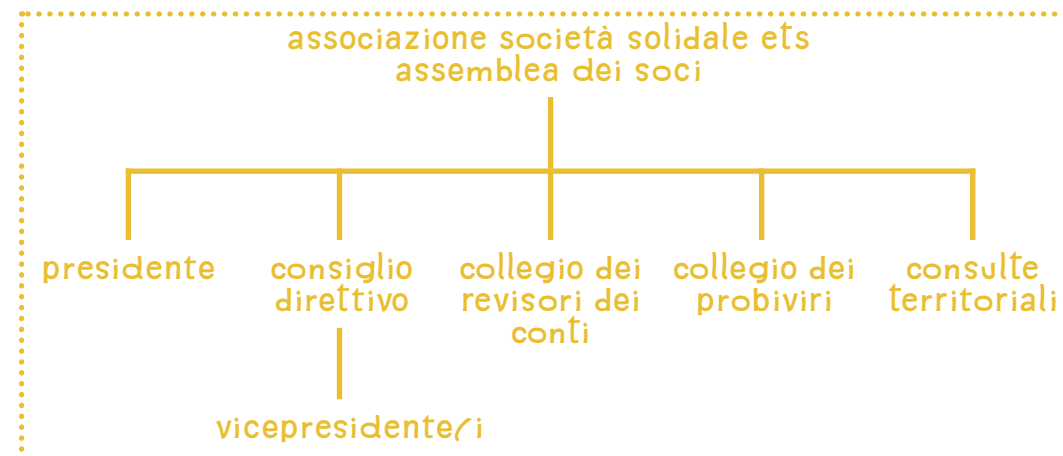 associazione società solidale ets
assemblea dei soci
presidente
consiglio
direttivo
collegio dei
revisori dei
conti
collegio dei
probiviri
consulte
territoriali
vicepresidente/i